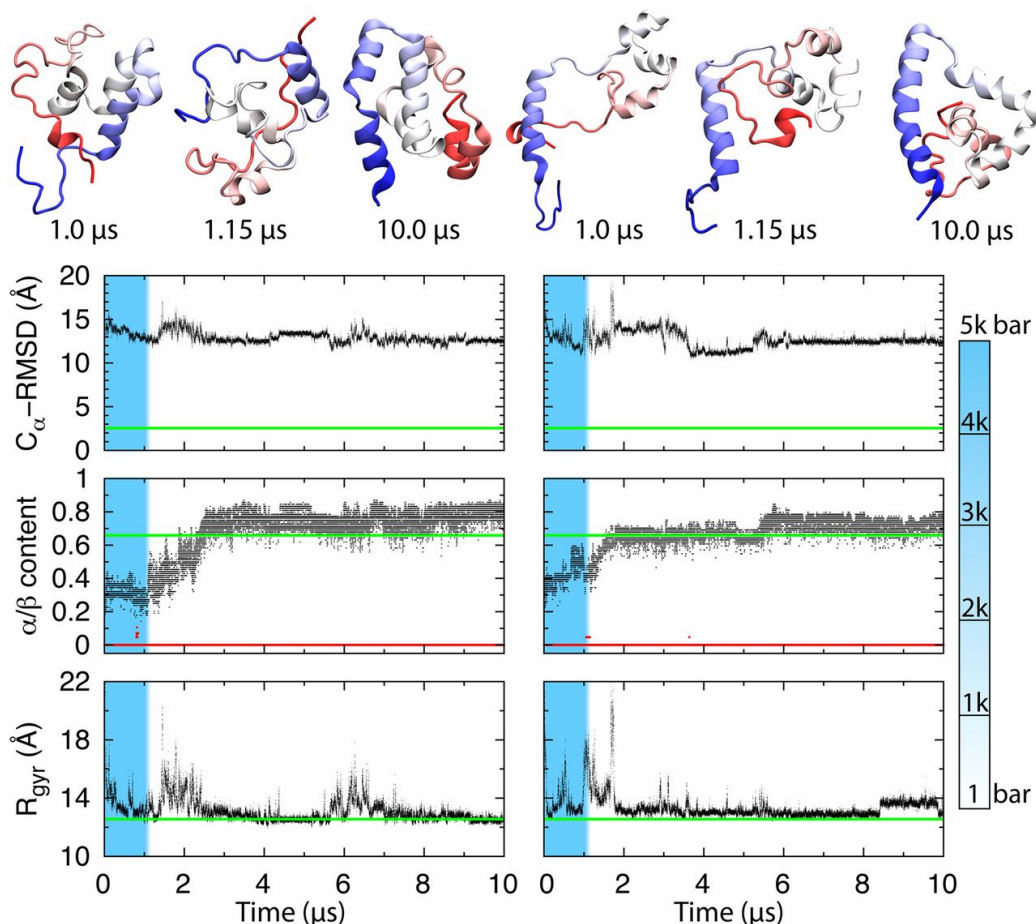 1.0 μs 1.15 μs 10.0 μs 1.0 μs 1.15 μs 10.0 μs
Cα−RMSD (Å)
20
15
10
5
0
α/β content
1
0.8
0.6
0.4
0.2
0
Rgyr (Å)
22
18
14
10
0 2 4 6 8 10
0 2 4 6 8 10
Time (μs)
Time (μs)
5k bar
4k
3k
2k
1k
1 bar